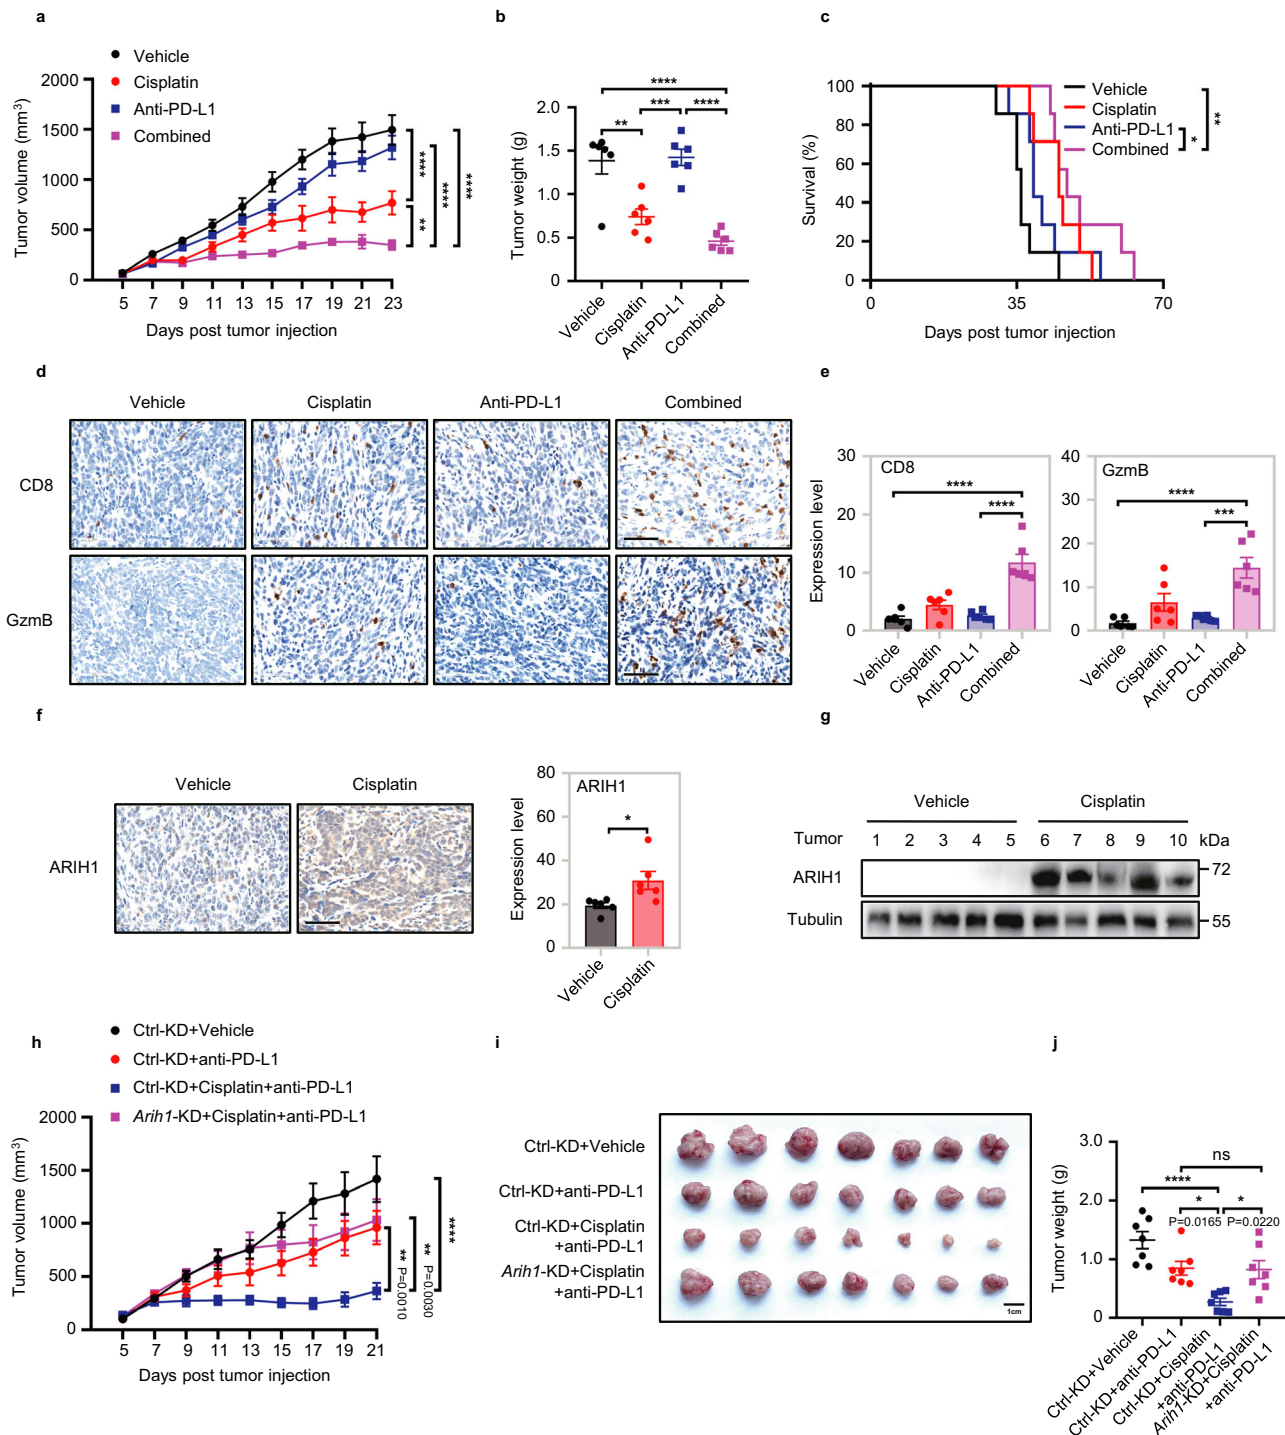 a
Vehicle
Cisplatin
Anti-PD-L1
Combined
Tumor volume (mm³)
2000
1500
1000
500
0
5 7 9 11 13 15 17 19 21 23
Days post tumor injection
****
**
****
****
b
Tumor weight (g)
2.0
1.5
1.0
0.5
0
****
*** ****
**
Vehicle
Cisplatin
Anti-PD-L1
Combined
c
Survival (%)
100
80
60
40
20
0
0 35 70
Days post tumor injection
Vehicle
Cisplatin
Anti-PD-L1
Combined
*
**
d
Vehicle Cisplatin Anti-PD-L1 Combined
CD8
GzmB
e
Expression level
30
20
10
0
CD8
****
****
Vehicle
Cisplatin
Anti-PD-L1
Combined
40
30
20
10
0
GzmB
****
***
Vehicle
Cisplatin
Anti-PD-L1
Combined
f
Vehicle Cisplatin
ARIH1
Expression level
80
60
40
20
0
ARIH1
*
Vehicle
Cisplatin
g
Vehicle Cisplatin
Tumor 1 2 3 4 5 6 7 8 9 10 kDa
ARIH1 72
Tubulin 55
h
Ctrl-KD+Vehicle
Ctrl-KD+anti-PD-L1
Ctrl-KD+Cisplatin+anti-PD-L1
Arih1-KD+Cisplatin+anti-PD-L1
Tumor volume (mm³)
2000
1500
1000
500
0
5 7 9 11 13 15 17 19 21
Days post tumor injection
** P=0.0010
** P=0.0030
****
i
Ctrl-KD+Vehicle
Ctrl-KD+anti-PD-L1
Ctrl-KD+Cisplatin
+anti-PD-L1
Arih1-KD+Cisplatin
+anti-PD-L1
1cm
j
Tumor weight (g)
3.0
2.0
1.0
0
ns
****
* *
P=0.0165 P=0.0220
Ctrl-KD+Vehicle
Ctrl-KD+anti-PD-L1
Ctrl-KD+Cisplatin
+anti-PD-L1
Arih1-KD+Cisplatin
+anti-PD-L1